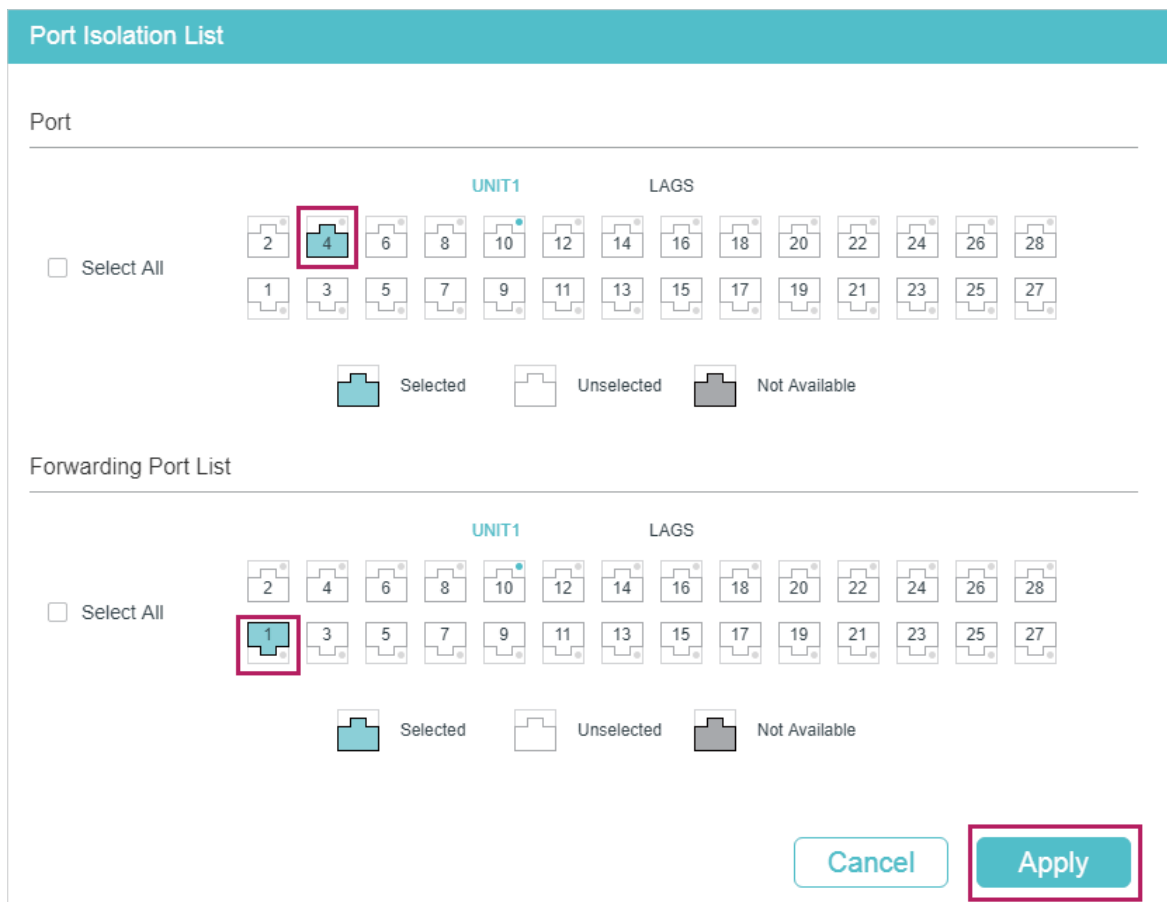 Port Isolation List
Port
UNIT1 LAGS
2 4 6 8 10 12 14 16 18 20 22 24 26 28
Select All
1 3 5 7 9 11 13 15 17 19 21 23 25 27
Selected Unselected Not Available
Forwarding Port List
UNIT1 LAGS
2 4 6 8 10 12 14 16 18 20 22 24 26 28
Select All
1 3 5 7 9 11 13 15 17 19 21 23 25 27
Selected Unselected Not Available
Cancel Apply